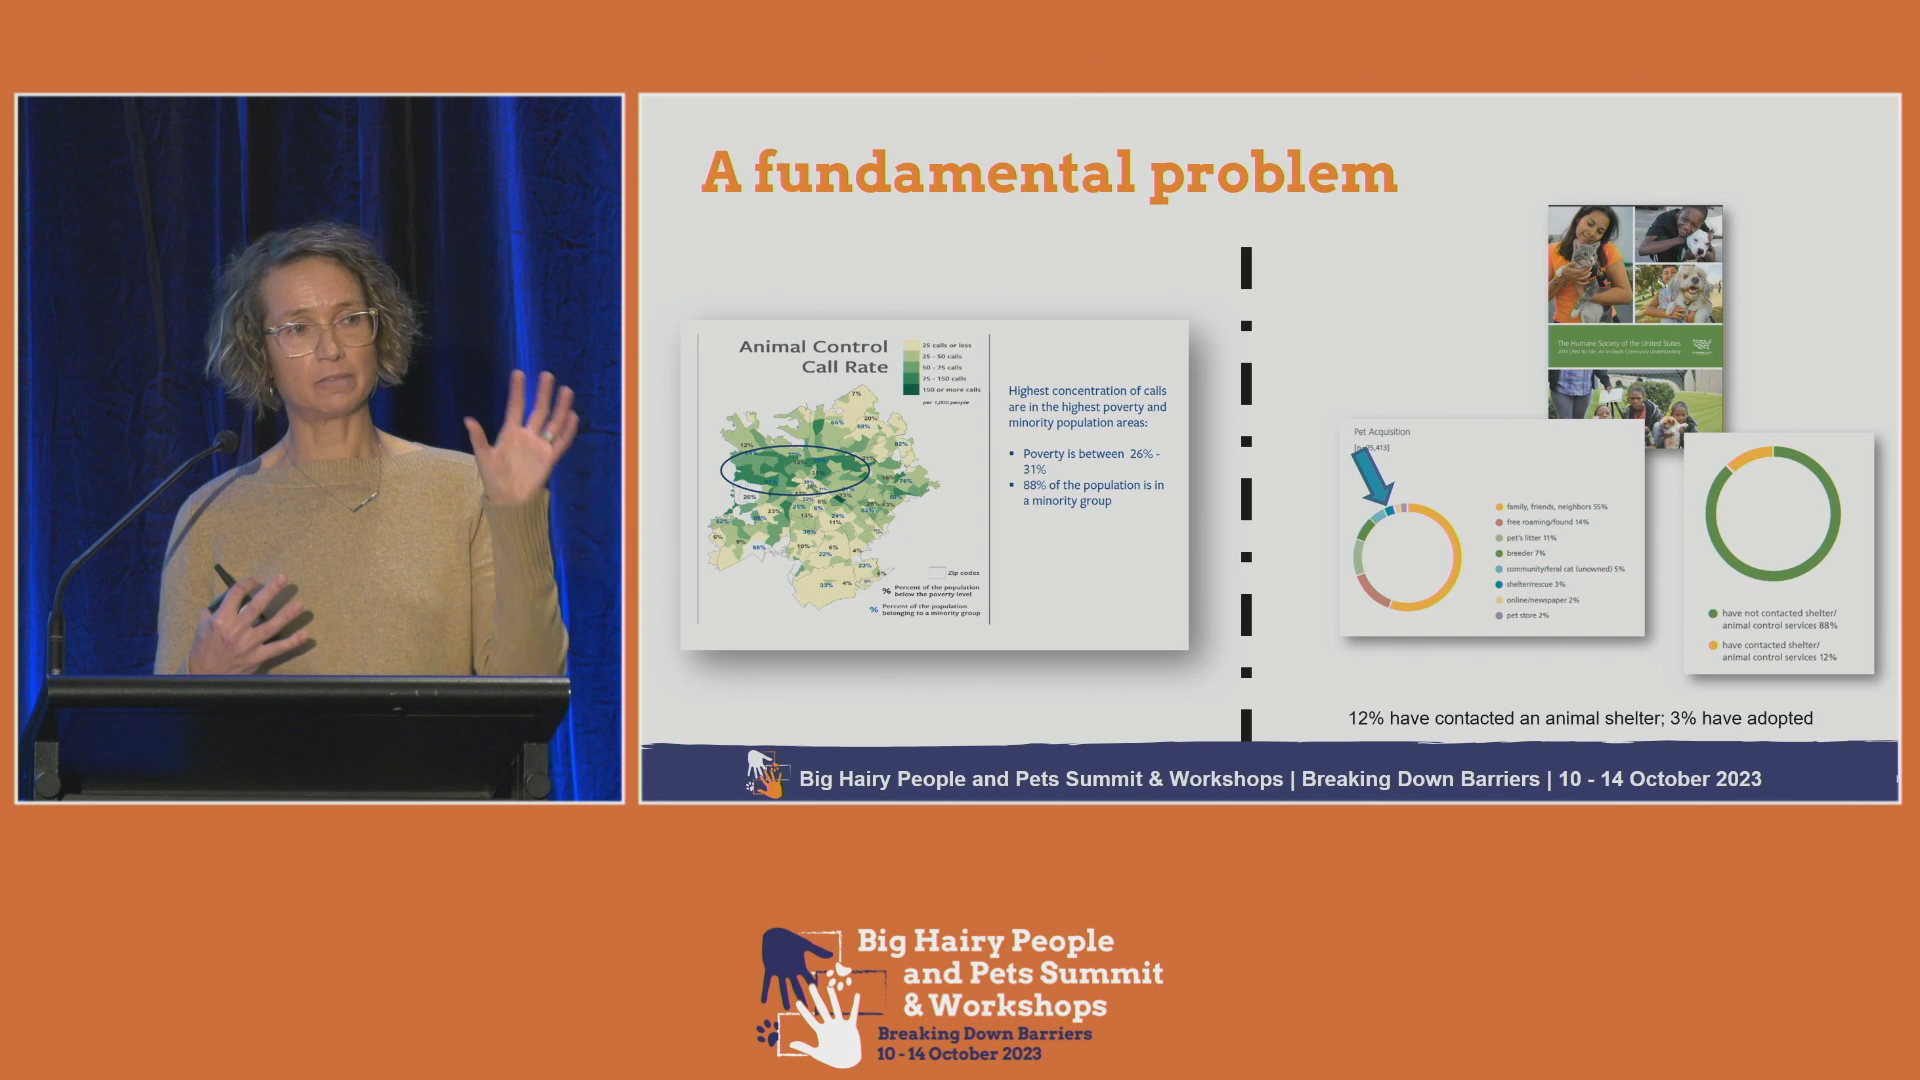 A fundamental problem
Animal Control
Call Rate
25 calls or less
25 - 50 calls
50 - 75 calls
75 - 150 calls
150 or more calls
per 1,000 people
7%
12%
26%
Zip codes
% Percent of the population
below the poverty level
% Percent of the population
belonging to a minority group
Highest concentration of calls
are in the highest poverty and
minority population areas:
▪ Poverty is between 26% -
31%
▪ 88% of the population is in
a minority group
The Humane Society of the United States
Pet Acquisition
family, friends, neighbors 55%
free roaming/found 14%
pet's litter 11%
breeder 7%
community/feral cat (unowned) 5%
shelter/rescue 3%
online/newspaper 2%
pet store 2%
have not contacted shelter/
animal control services 88%
have contacted shelter/
animal control services 12%
12% have contacted an animal shelter; 3% have adopted
Big Hairy People and Pets Summit & Workshops | Breaking Down Barriers | 10 - 14 October 2023
Big Hairy People
and Pets Summit
& Workshops
Breaking Down Barriers
10 - 14 October 2023